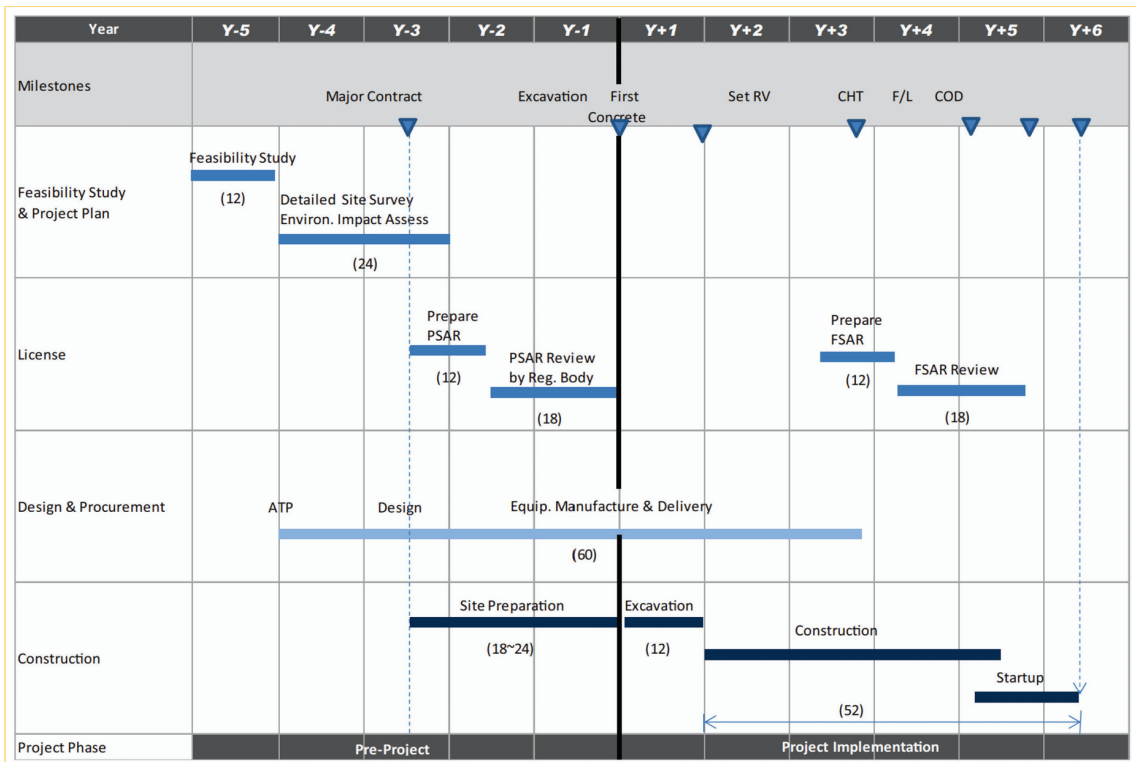 Year Y-5 Y-4 Y-3 Y-2 Y-1 Y+1 Y+2 Y+3 Y+4 Y+5 Y+6
Milestones
Major Contract Excavation First Set RV CHT F/L COD
Concrete
Feasibility Study
& Project Plan
Feasibility Study
(12)
Detailed Site Survey
Environ. Impact Assess
(24)
License
Prepare
PSAR
(12)
PSAR Review
by Reg. Body
(18)
Prepare
FSAR
(12)
FSAR Review
(18)
Design & Procurement
ATP Design Equip. Manufacture & Delivery
(60)
Construction
Site Preparation
(18~24)
Excavation
(12)
Construction
Startup
(52)
Project Phase Pre-Project Project Implementation